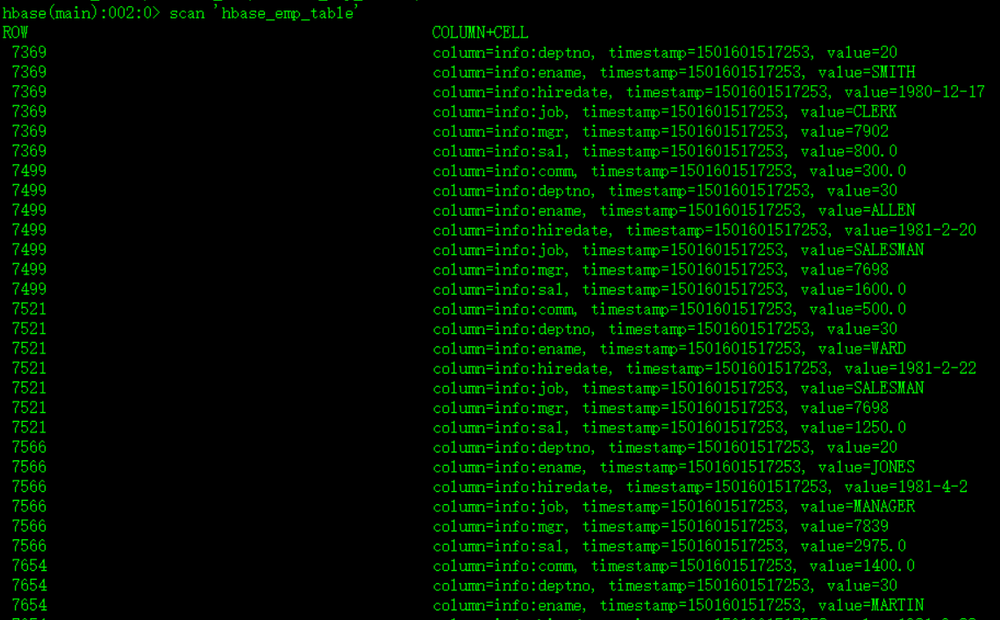 hbase(main):002:0> scan 'hbase_emp_table'
ROW COLUMN+CELL
7369 column=info:deptno, timestamp=1501601517253, value=20
7369 column=info:ename, timestamp=1501601517253, value=SMITH
7369 column=info:hiredate, timestamp=1501601517253, value=1980-12-17
7369 column=info:job, timestamp=1501601517253, value=CLERK
7369 column=info:mgr, timestamp=1501601517253, value=7902
7369 column=info:sal, timestamp=1501601517253, value=800.0
7499 column=info:comm, timestamp=1501601517253, value=300.0
7499 column=info:deptno, timestamp=1501601517253, value=30
7499 column=info:ename, timestamp=1501601517253, value=ALLEN
7499 column=info:hiredate, timestamp=1501601517253, value=1981-2-20
7499 column=info:job, timestamp=1501601517253, value=SALESMAN
7499 column=info:mgr, timestamp=1501601517253, value=7698
7499 column=info:sal, timestamp=1501601517253, value=1600.0
7521 column=info:comm, timestamp=1501601517253, value=500.0
7521 column=info:deptno, timestamp=1501601517253, value=30
7521 column=info:ename, timestamp=1501601517253, value=WARD
7521 column=info:hiredate, timestamp=1501601517253, value=1981-2-22
7521 column=info:job, timestamp=1501601517253, value=SALESMAN
7521 column=info:mgr, timestamp=1501601517253, value=7698
7521 column=info:sal, timestamp=1501601517253, value=1250.0
7566 column=info:deptno, timestamp=1501601517253, value=20
7566 column=info:ename, timestamp=1501601517253, value=JONES
7566 column=info:hiredate, timestamp=1501601517253, value=1981-4-2
7566 column=info:job, timestamp=1501601517253, value=MANAGER
7566 column=info:mgr, timestamp=1501601517253, value=7839
7566 column=info:sal, timestamp=1501601517253, value=2975.0
7654 column=info:comm, timestamp=1501601517253, value=1400.0
7654 column=info:deptno, timestamp=1501601517253, value=30
7654 column=info:ename, timestamp=1501601517253, value=MARTIN